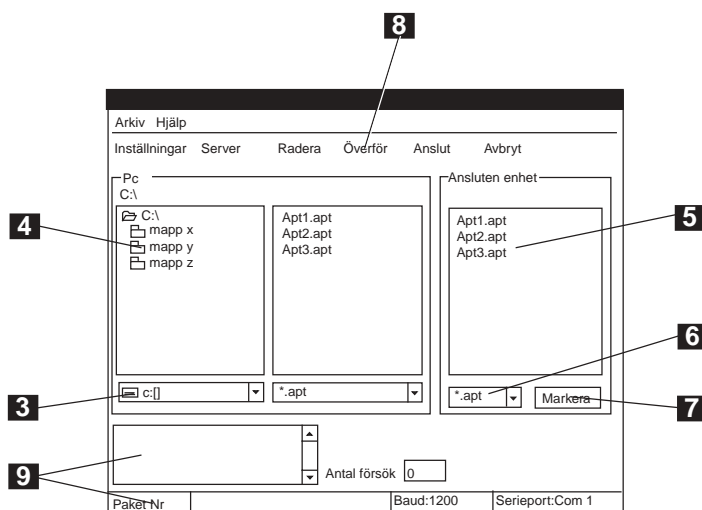 8
Arkiv Hjälp
Inställningar Server Radera Överför Anslut Avbryt
Pc
C:\
Ansluten enhet
C:\
mapp x
mapp y
mapp z
Apt1.apt
Apt2.apt
Apt3.apt
Apt1.apt
Apt2.apt
Apt3.apt
4
5
6
c:[]
*.apt
*.apt
Markera
3
7
9
Antal försök 0
Paket Nr
Baud:1200
Serieport:Com 1